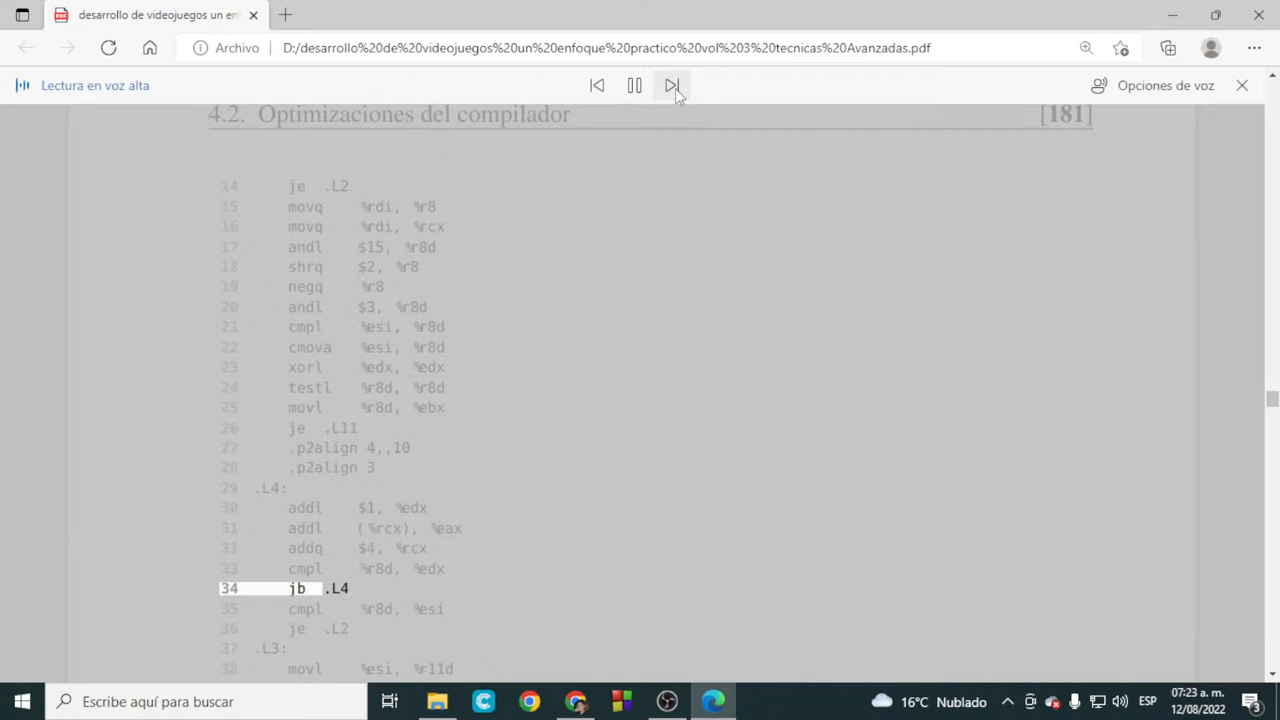 desarrollo de videojuegos un en
Archivo
D:/desarrollo%20de%20videojuegos%20un%20enfoque%20practico%20vol%203%20tecnicas%20Avanzadas.pdf
Lectura en voz alta
Opciones de voz
4.2. Optimizaciones del compilador [181]
14 je .L2
15 movq %rdi, %r8
16 movq %rdi, %rcx
17 andl $15, %r8d
18 shrq $2, %r8
19 negq %r8
20 andl $3, %r8d
21 cmpl %esi, %r8d
22 cmova %esi, %r8d
23 xorl %edx, %edx
24 testl %r8d, %r8d
25 movl %r8d, %ebx
26 je .L11
27 .p2align 4,,10
28 .p2align 3
29 .L4:
30 addl $1, %edx
31 addl (%rcx), %eax
31 addq $4, %rcx
33 cmpl %r8d, %edx
34 jb .L4
35 cmpl %r8d, %esi
36 je .L2
37 .L3:
38 movl %esi, %r11d
Escribe aquí para buscar
16°C Nublado
ESP
07:23 a. m.
12/08/2022
3